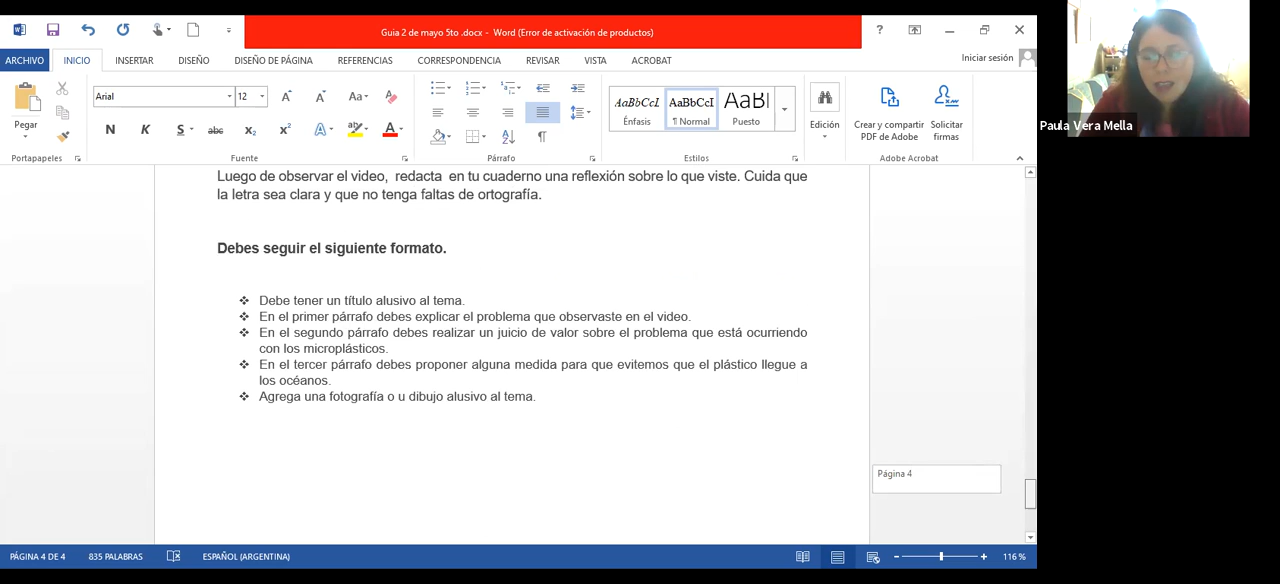 Guia 2 de mayo 5to .docx - Word (Error de activación de productos)
?
ARCHIVO INICIO INSERTAR DISEÑO DISEÑO DE PÁGINA REFERENCIAS CORRESPONDENCIA REVISAR VISTA ACROBAT Iniciar sesión
Arial 12 Aa
AaBbCcL AaBbCcI AaBl
Énfasis ¶ Normal Puesto
Pegar
N K S abc x₂ x² A ab A
Edición
Crear y compartir PDF de Adobe
Solicitar firmas
Portapapeles Fuente Párrafo Estilos Adobe Acrobat
Paula Vera Mella
Luego de observar el video, redacta en tu cuaderno una reflexión sobre lo que viste. Cuida que
la letra sea clara y que no tenga faltas de ortografía.
Debes seguir el siguiente formato.
❖ Debe tener un título alusivo al tema.
❖ En el primer párrafo debes explicar el problema que observaste en el video.
❖ En el segundo párrafo debes realizar un juicio de valor sobre el problema que está ocurriendo
con los microplásticos.
❖ En el tercer párrafo debes proponer alguna medida para que evitemos que el plástico llegue a
los océanos.
❖ Agrega una fotografía o u dibujo alusivo al tema.
Página 4
PÁGINA 4 DE 4 835 PALABRAS ESPAÑOL (ARGENTINA) 116 %